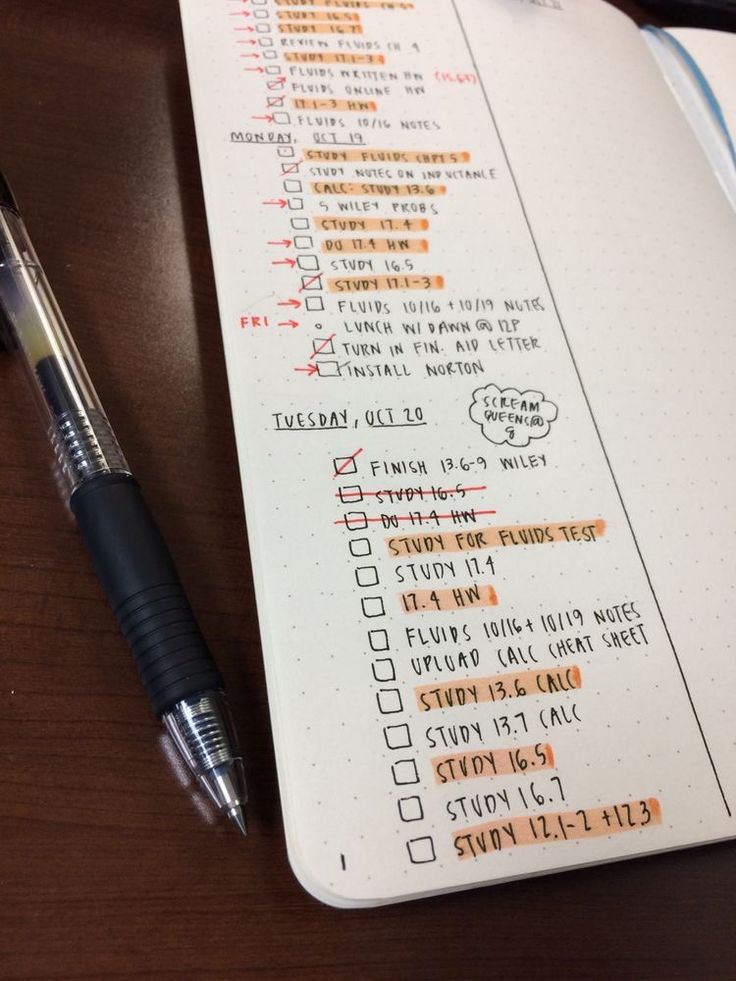 STUDY FLUIDS CH 5
STUDY 16.5
STUDY 16.7
REVIEW FLUIDS CH. 4
STUDY 17.1-3
FLUIDS WRITTEN HW (15.67)
FLUIDS ONLINE HW
17.1-3 HW
FLUIDS 10/16 NOTES
MONDAY, OCT 19
STUDY FLUIDS CHPT 5
STUDY NOTES ON INDUCTANCE
CALC: STUDY 13.6
5 WILEY PROBS
STUDY 17.4
DO 17.4 HW
STUDY 16.5
STUDY 17.1-3
FLUIDS 10/16 + 10/19 NOTES
FRI LUNCH W/ DAWN @ 12P
TURN IN FIN. AID LETTER
INSTALL NORTON
TUESDAY, OCT 20
SCREAM
QUEENS @
8
FINISH 13.6-9 WILEY
STUDY 16.5
DO 17.4 HW
STUDY FOR FLUIDS TEST
STUDY 17.4
17.4 HW
FLUIDS 10/16 + 10/19 NOTES
UPLOAD CALC CHEAT SHEET
STUDY 13.6 CALC
STUDY 13.7 CALC
STUDY 16.5
STUDY 16.7
STUDY 12.1-2 + 12.3
1